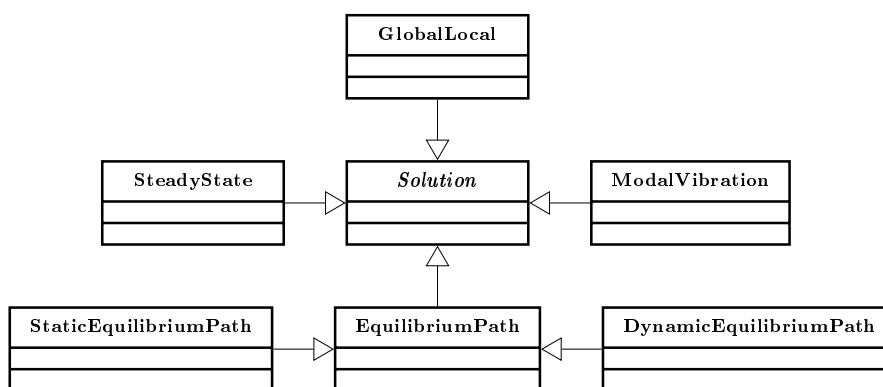 GlobalLocal
SteadyState
Solution
ModalVibration
StaticEquilibriumPath
EquilibriumPath
DynamicEquilibriumPath